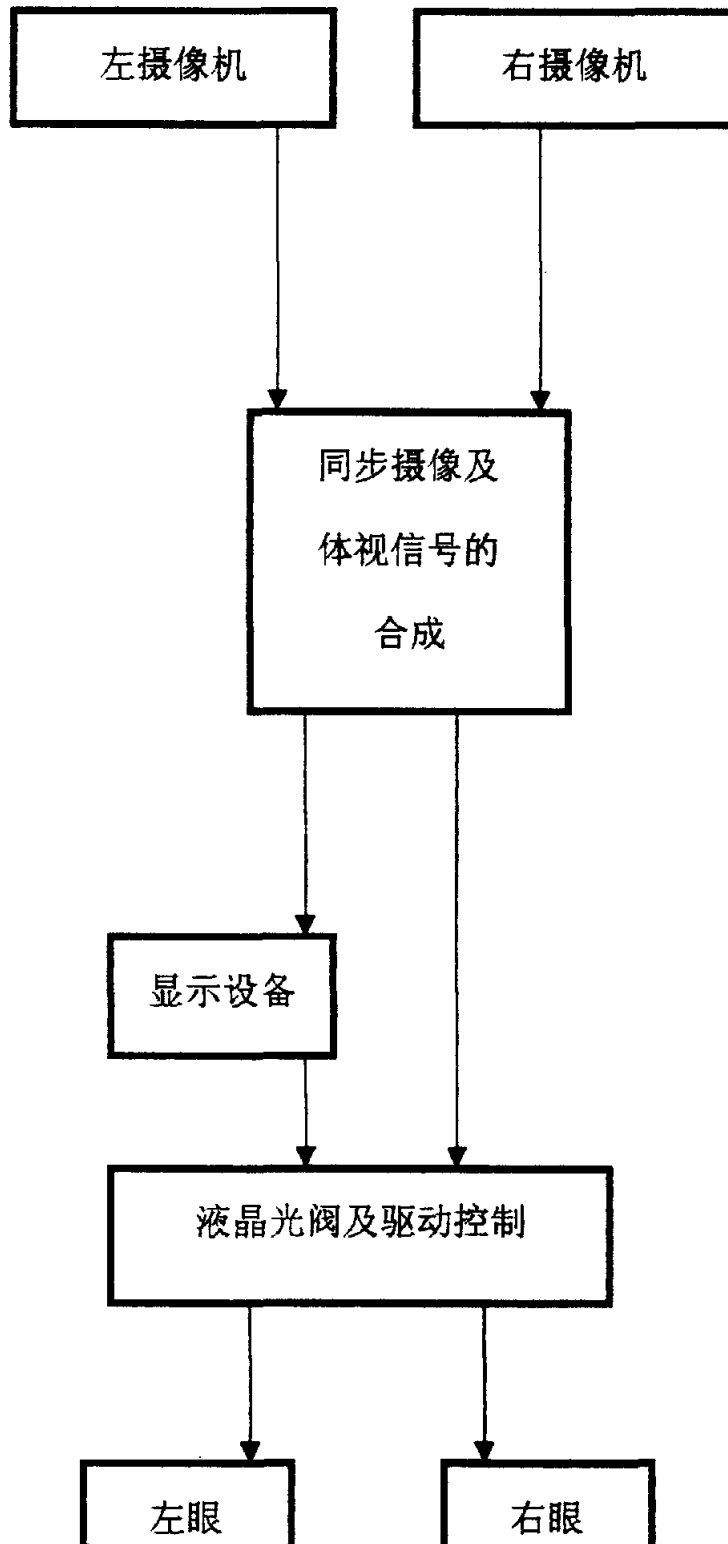 左摄像机
右摄像机
同步摄像及
体视信号的
合成
显示设备
液晶光阀及驱动控制
左眼
右眼